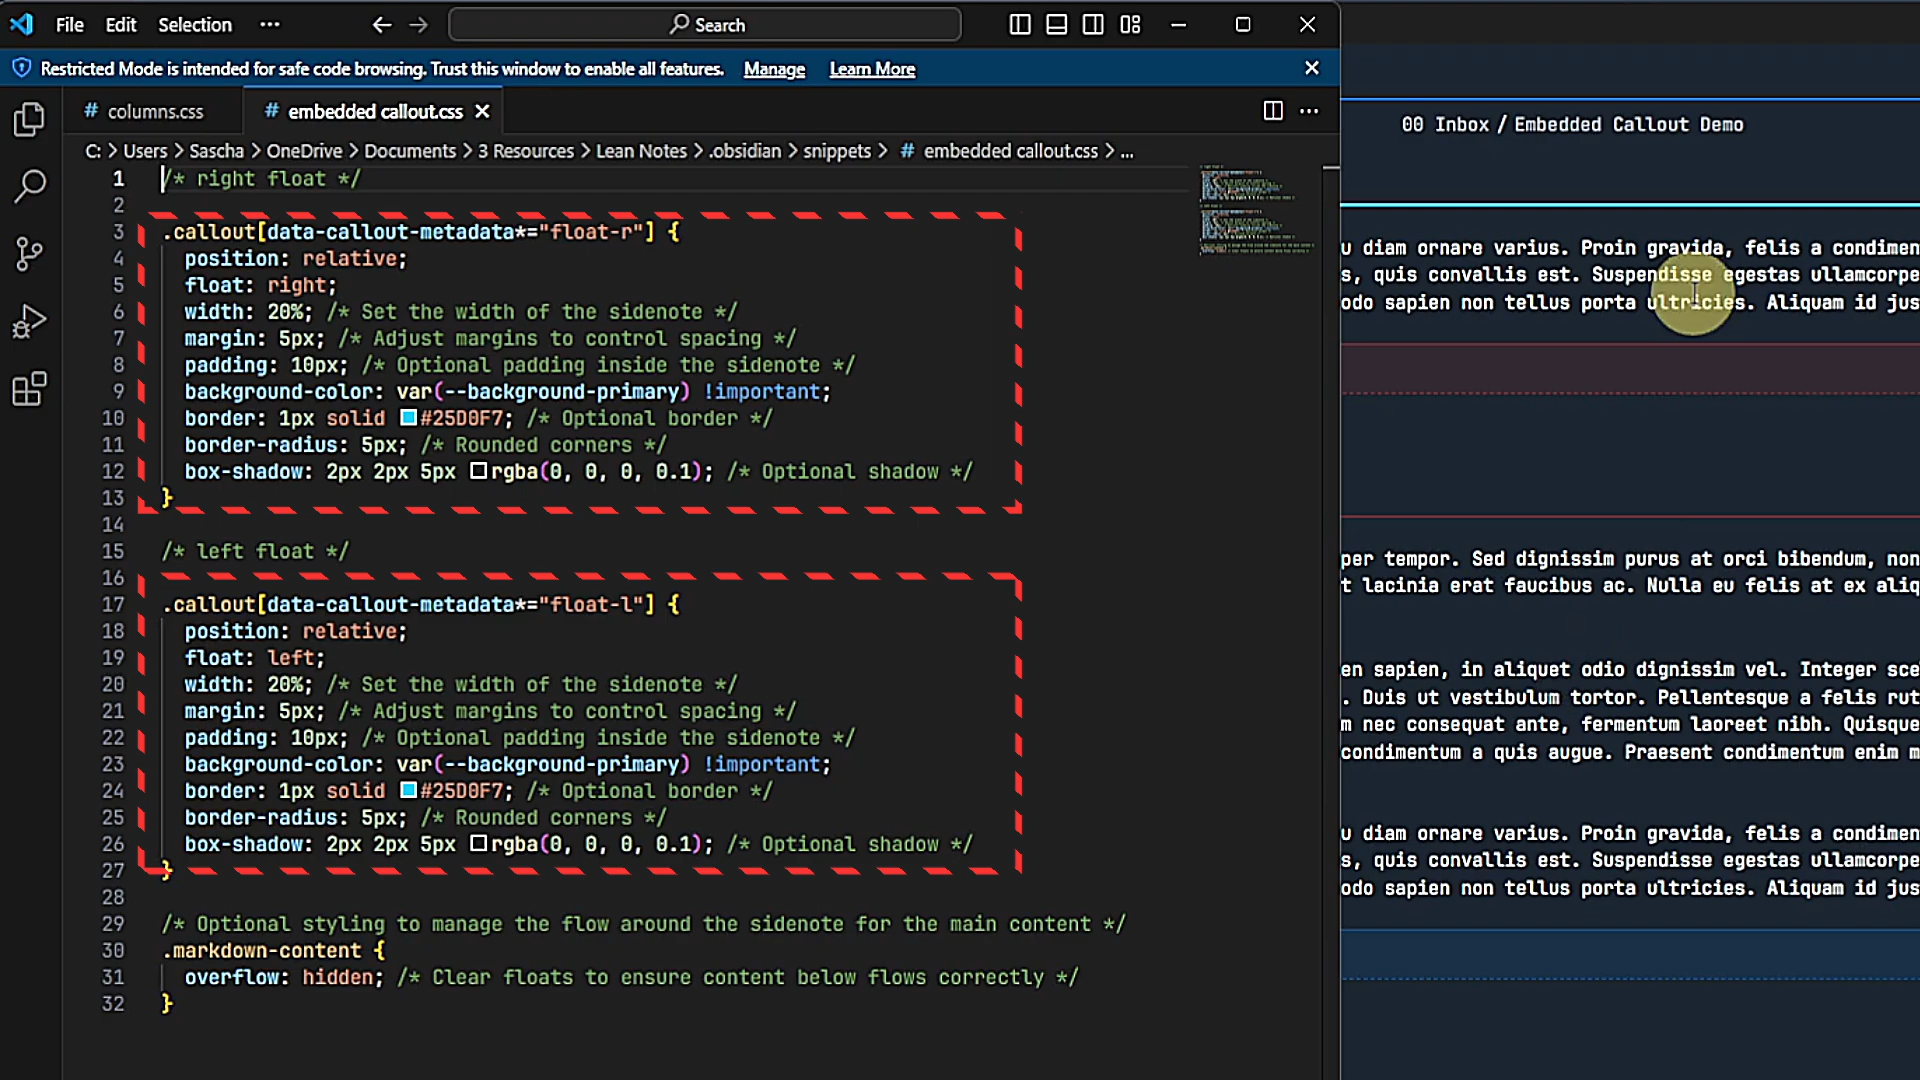 File Edit Selection ··· Search
Restricted Mode is intended for safe code browsing. Trust this window to enable all features. Manage Learn More
# columns.css # embedded callout.css
C: > Users > Sascha > OneDrive > Documents > 3 Resources > Lean Notes > .obsidian > snippets > # embedded callout.css > ...
1 /* right float */
2
3 .callout[data-callout-metadata*="float-r"] {
4 position: relative;
5 float: right;
6 width: 20%; /* Set the width of the sidenote */
7 margin: 5px; /* Adjust margins to control spacing */
8 padding: 10px; /* Optional padding inside the sidenote */
9 background-color: var(--background-primary) !important;
10 border: 1px solid #25D0F7; /* Optional border */
11 border-radius: 5px; /* Rounded corners */
12 box-shadow: 2px 2px 5px rgba(0, 0, 0, 0.1); /* Optional shadow */
13 }
14
15 /* left float */
16
17 .callout[data-callout-metadata*="float-l"] {
18 position: relative;
19 float: left;
20 width: 20%; /* Set the width of the sidenote */
21 margin: 5px; /* Adjust margins to control spacing */
22 padding: 10px; /* Optional padding inside the sidenote */
23 background-color: var(--background-primary) !important;
24 border: 1px solid #25D0F7; /* Optional border */
25 border-radius: 5px; /* Rounded corners */
26 box-shadow: 2px 2px 5px rgba(0, 0, 0, 0.1); /* Optional shadow */
27 }
28
29 /* Optional styling to manage the flow around the sidenote for the main content */
30 .markdown-content {
31 overflow: hidden; /* Clear floats to ensure content below flows correctly */
32 }
00 Inbox / Embedded Callout Demo
u diam ornare varius. Proin gravida, felis a condimen
s, quis convallis est. Suspendisse egestas ullamcorpe
odo sapien non tellus porta ultricies. Aliquam id jus
per tempor. Sed dignissim purus at orci bibendum, non
t lacinia erat faucibus ac. Nulla eu felis at ex aliq
en sapien, in aliquet odio dignissim vel. Integer sce
. Duis ut vestibulum tortor. Pellentesque a felis rut
m nec consequat ante, fermentum laoreet nibh. Quisque
condimentum a quis augue. Praesent condimentum enim m
u diam ornare varius. Proin gravida, felis a condimen
s, quis convallis est. Suspendisse egestas ullamcorpe
odo sapien non tellus porta ultricies. Aliquam id jus